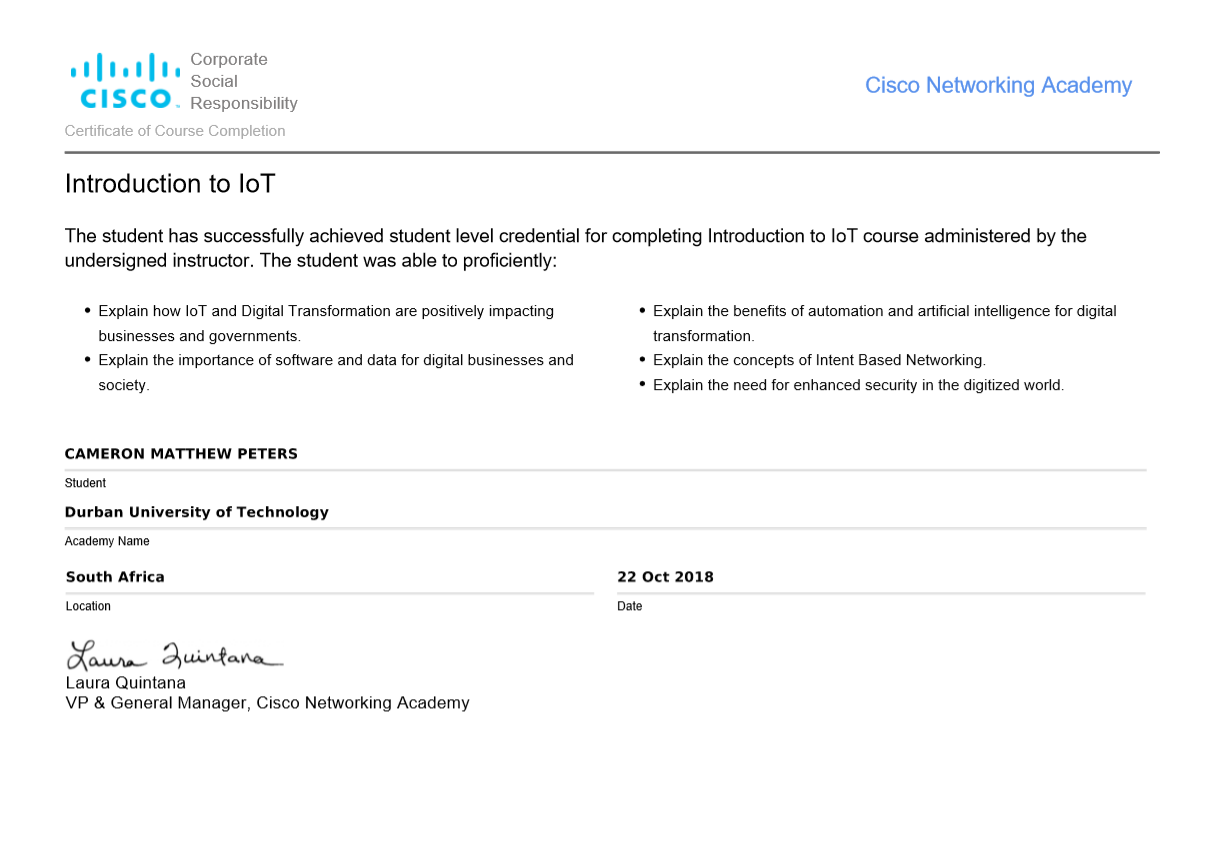 Corporate
Social
Responsibility
CISCO
Cisco Networking Academy
Certificate of Course Completion
Introduction to IoT
The student has successfully achieved student level credential for completing Introduction to IoT course administered by the
undersigned instructor. The student was able to proficiently:
• Explain how IoT and Digital Transformation are positively impacting
businesses and governments.
• Explain the importance of software and data for digital businesses and
society.
• Explain the benefits of automation and artificial intelligence for digital
transformation.
• Explain the concepts of Intent Based Networking.
• Explain the need for enhanced security in the digitized world.
CAMERON MATTHEW PETERS
Student
Durban University of Technology
Academy Name
South Africa
Location
22 Oct 2018
Date
Laura Quintana
Laura Quintana
VP & General Manager, Cisco Networking Academy